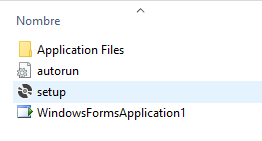 Nombre
Application Files
autorun
setup
WindowsFormsApplication1